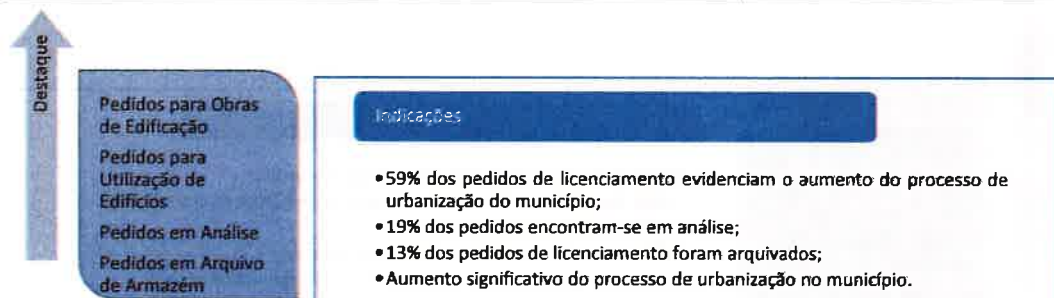 Destaque
Pedidos para Obras
de Edificação
Pedidos para
Utilização de
Edifícios
Pedidos em Análise
Pedidos em Arquivo
de Armazém
Indicações
•59% dos pedidos de licenciamento evidenciam o aumento do processo de
urbanização do município;
•19% dos pedidos encontram-se em análise;
•13% dos pedidos de licenciamento foram arquivados;
•Aumento significativo do processo de urbanização no município.